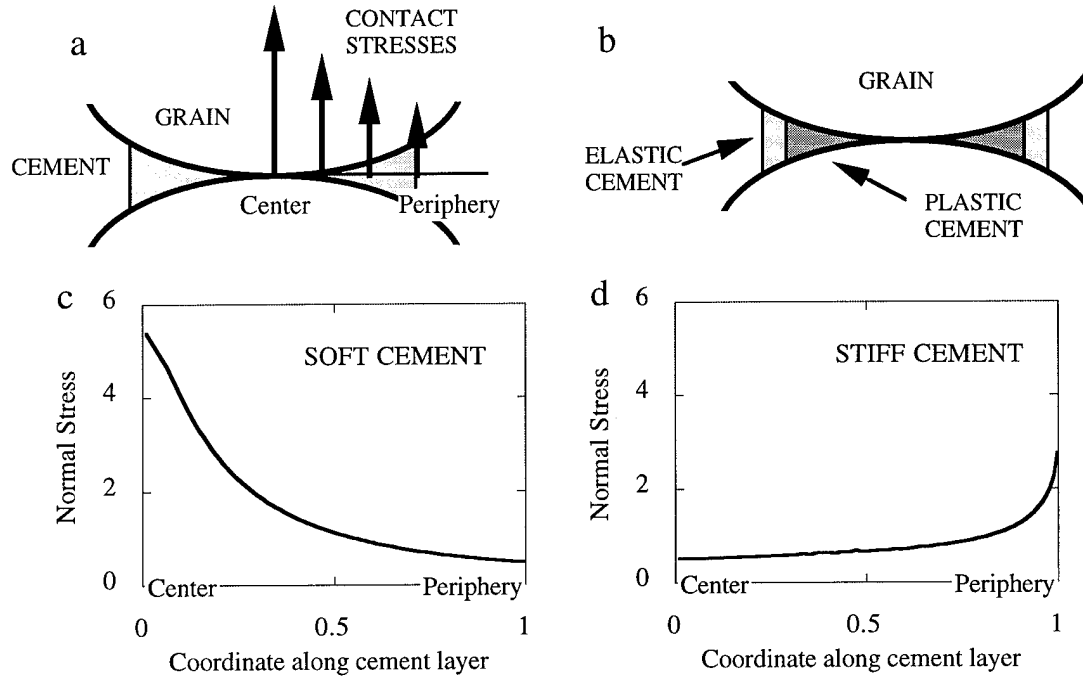 a
CONTACT
STRESSES
GRAIN
CEMENT
Center
Periphery
b
GRAIN
ELASTIC
CEMENT
PLASTIC
CEMENT
c
SOFT CEMENT
Normal Stress
6
4
2
0
Center
Periphery
0
0.5
1
Coordinate along cement layer
d
STIFF CEMENT
Normal Stress
6
4
2
0
Center
Periphery
0
0.5
1
Coordinate along cement layer